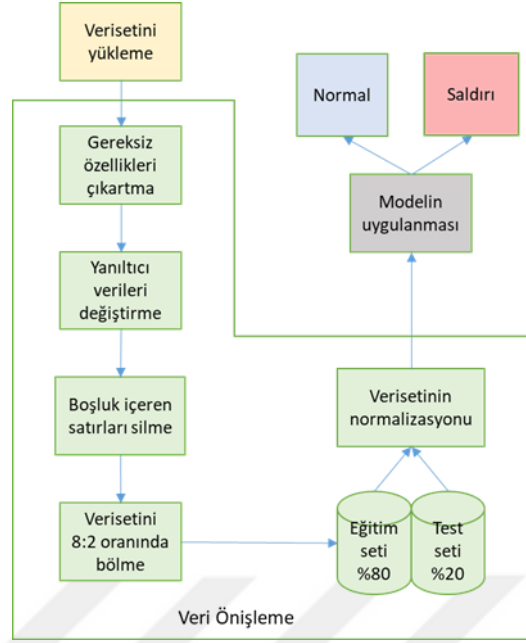 Verisetini
yükleme
Gereksiz
özellikleri
çıkartma
Yanıltıcı
verileri
değiştirme
Boşluk içeren
satırları silme
Verisetini
8:2 oranında
bölme
Eğitim
seti
%80
Test
seti
%20
Verisetinin
normalizasyonu
Modelin
uygulanması
Normal
Saldırı
Veri Önişleme